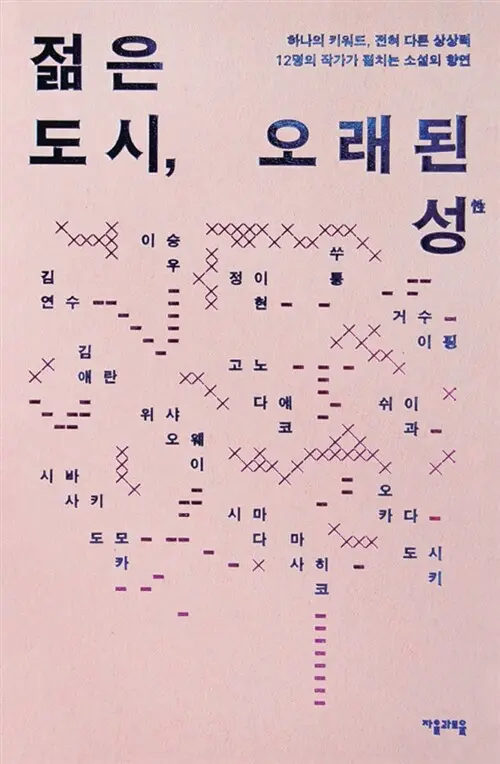 하나의 키워드, 전혀 다른 상상력
12명의 작가가 펼치는 소설의 향연
젊은
도시, 오래된
성性
이승우
쑤퉁
김연수
정이현
거수이핑
김애란
고노 다에코
쉬이과
위샤오웨이
시바사키 도모카
시마다 마사히코
오카다 도시키
자음과모음